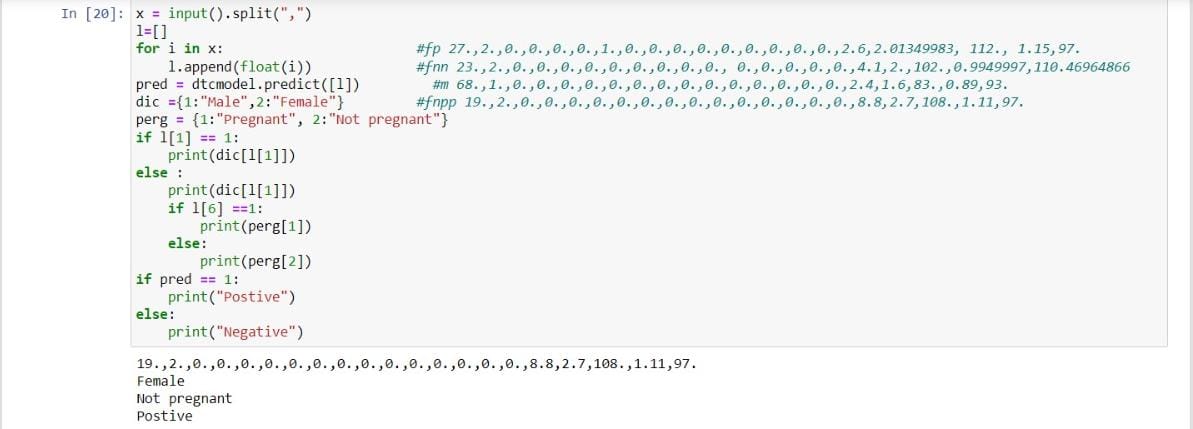 In [20]: x = input().split(",")
l=[]
for i in x: #fp 27.,2.,0.,0.,0.,0.,1.,0.,0.,0.,0.,0.,0.,0.,0.,0.,2.6,2.01349983, 112., 1.15,97.
    l.append(float(i)) #fnn 23.,2.,0.,0.,0.,0.,0.,0.,0.,0.,0., 0.,0.,0.,0.,0.,4.1,2.,102.,0.9949997,110.46964866
pred = dtcmodel.predict([l]) #m 68.,1.,0.,0.,0.,0.,0.,0.,0.,0.,0.,0.,0.,0.,0.,0.,2.4,1.6,83.,0.89,93.
dic ={1:"Male",2:"Female"} #fnpp 19.,2.,0.,0.,0.,0.,0.,0.,0.,0.,0.,0.,0.,0.,0.,0.,8.8,2.7,108.,1.11,97.
perg = {1:"Pregnant", 2:"Not pregnant"}
if l[1] == 1:
    print(dic[l[1]])
else :
    print(dic[l[1]])
    if l[6] ==1:
        print(perg[1])
    else:
        print(perg[2])
if pred == 1:
    print("Postive")
else:
    print("Negative")
19.,2.,0.,0.,0.,0.,0.,0.,0.,0.,0.,0.,0.,0.,0.,0.,8.8,2.7,108.,1.11,97.
Female
Not pregnant
Postive